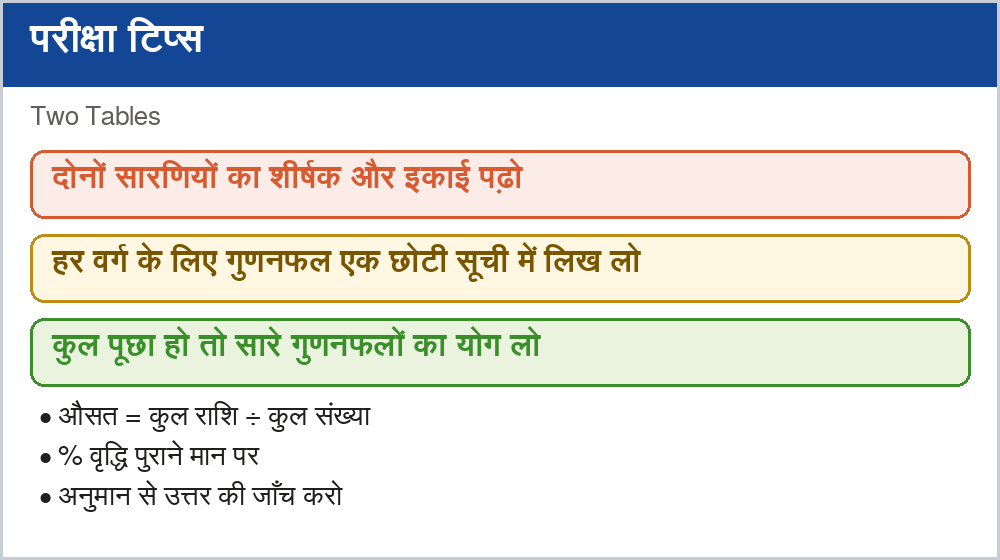 परीक्षा टिप्स
Two Tables
दोनों सारणियों का शीर्षक और इकाई पढ़ो
हर वर्ग के लिए गुणनफल एक छोटी सूची में लिख लो
कुल पूछा हो तो सारे गुणनफलों का योग लो
• औसत = कुल राशि ÷ कुल संख्या
• % वृद्धि पुराने मान पर
• अनुमान से उत्तर की जाँच करो